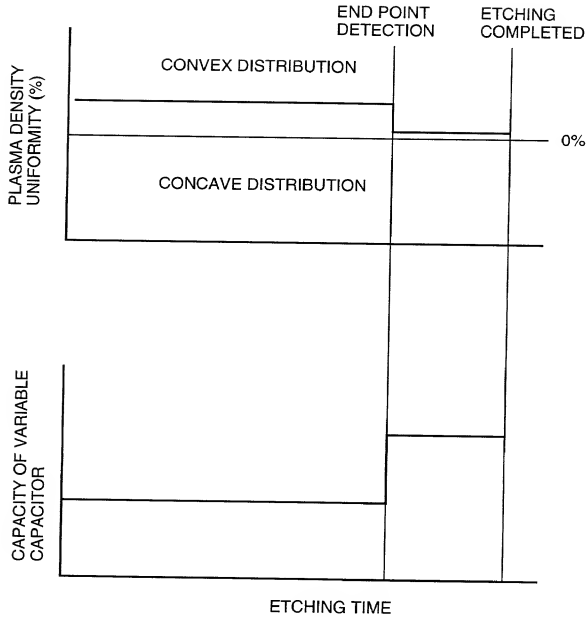 END POINT
DETECTION
ETCHING
COMPLETED
CONVEX DISTRIBUTION
PLASMA DENSITY
UNIFORMITY (%)
0%
CONCAVE DISTRIBUTION
CAPACITY OF VARIABLE
CAPACITOR
ETCHING TIME